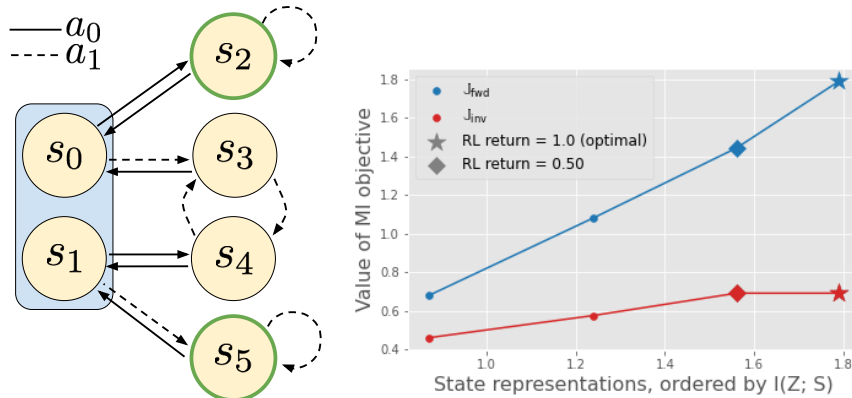 a₀
a₁
s₂
s₀
s₃
s₁
s₄
s₅
Value of MI objective
1.8
1.6
1.4
1.2
1.0
0.8
0.6
0.4
J_fwd
J_inv
RL return = 1.0 (optimal)
RL return = 0.50
1.0 1.2 1.4 1.6 1.8
State representations, ordered by I(Z; S)